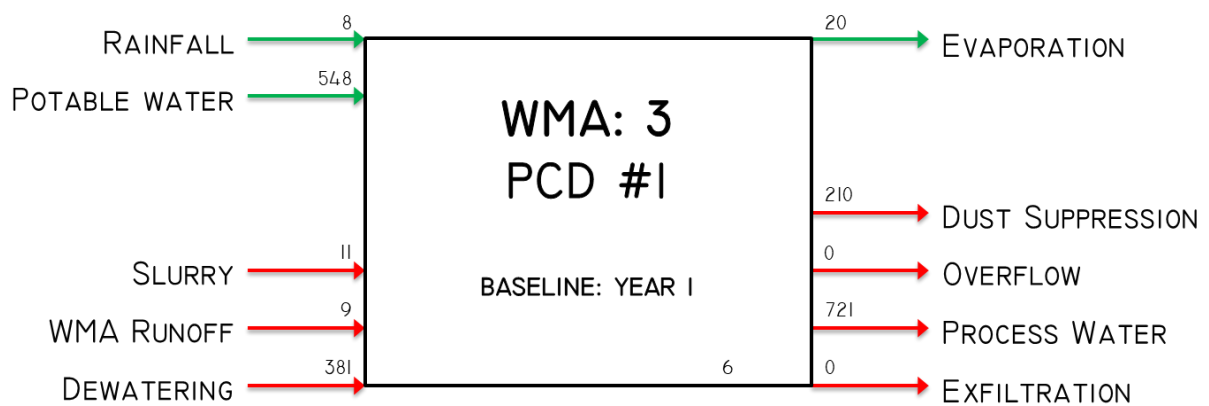 RAINFALL 8 20 EVAPORATION
POTABLE WATER 548
WMA: 3
PCD #1
210 DUST SUPPRESSION
SLURRY 11 0 OVERFLOW
BASELINE: YEAR 1
WMA RUNOFF 9 721 PROCESS WATER
DEWATERING 381 6 0 EXFILTRATION